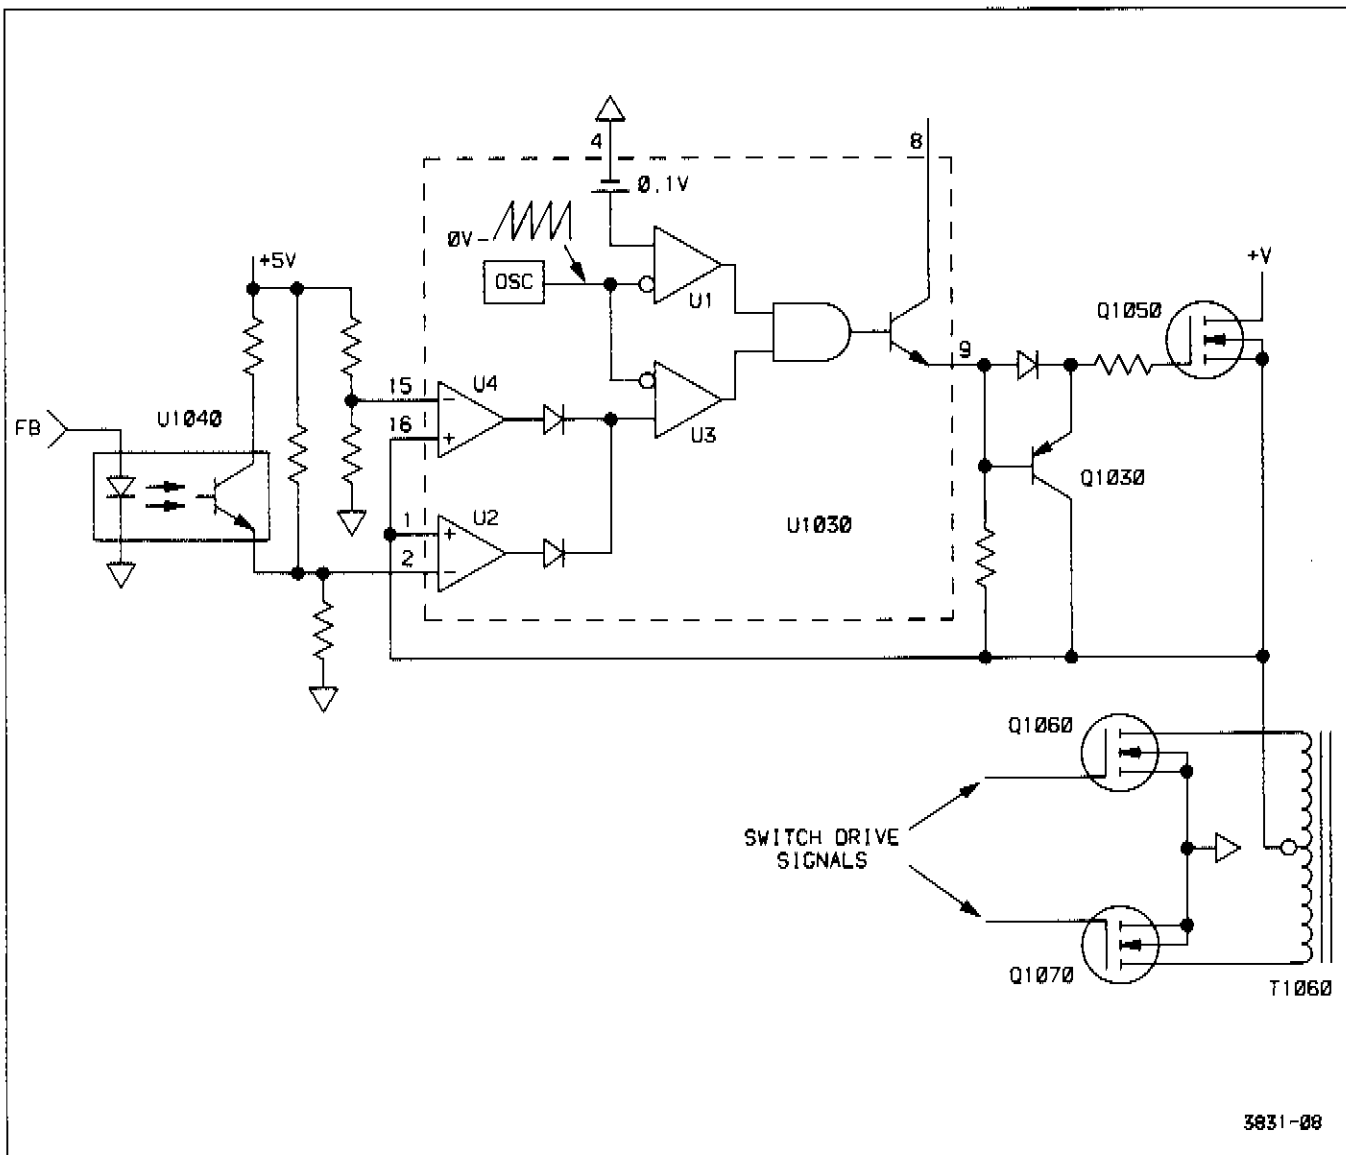 4
8
0.1V
0V
+5V
OSC
U1
+V
Q1050
9
15
U4
U1040
16
FB
U3
Q1030
1
U2
U1030
2
Q1060
SWITCH DRIVE
SIGNALS
Q1070
T1060
3831-08